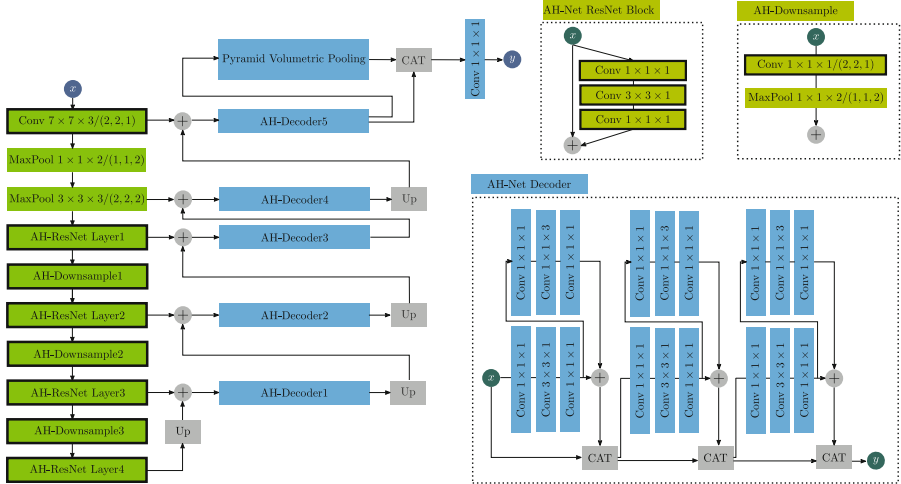 AH-Net ResNet Block
AH-Downsample
x
x
Pyramid Volumetric Pooling
CAT
Conv 1 × 1 × 1
y
Conv 1 × 1 × 1
Conv 3 × 3 × 1
Conv 1 × 1 × 1
+
Conv 1 × 1 × 1/(2,2,1)
MaxPool 1 × 1 × 2/(1,1,2)
+
x
Conv 7 × 7 × 3/(2,2,1)
+
AH-Decoder5
MaxPool 1 × 1 × 2/(1,1,2)
MaxPool 3 × 3 × 3/(2,2,2)
+
AH-Decoder4
Up
AH-ResNet Layer1
+
AH-Decoder3
AH-Downsample1
AH-ResNet Layer2
+
AH-Decoder2
Up
AH-Downsample2
AH-ResNet Layer3
+
AH-Decoder1
Up
AH-Downsample3
Up
AH-ResNet Layer4
AH-Net Decoder
Conv 1 × 1 × 1
Conv 1 × 1 × 3
Conv 1 × 1 × 1
Conv 1 × 1 × 1
Conv 1 × 1 × 3
Conv 1 × 1 × 1
Conv 1 × 1 × 1
Conv 1 × 1 × 3
Conv 1 × 1 × 1
x
Conv 1 × 1 × 1
Conv 3 × 3 × 1
Conv 1 × 1 × 1
+
Conv 1 × 1 × 1
Conv 3 × 3 × 1
Conv 1 × 1 × 1
+
Conv 1 × 1 × 1
Conv 3 × 3 × 1
Conv 1 × 1 × 1
+
CAT
CAT
CAT
y